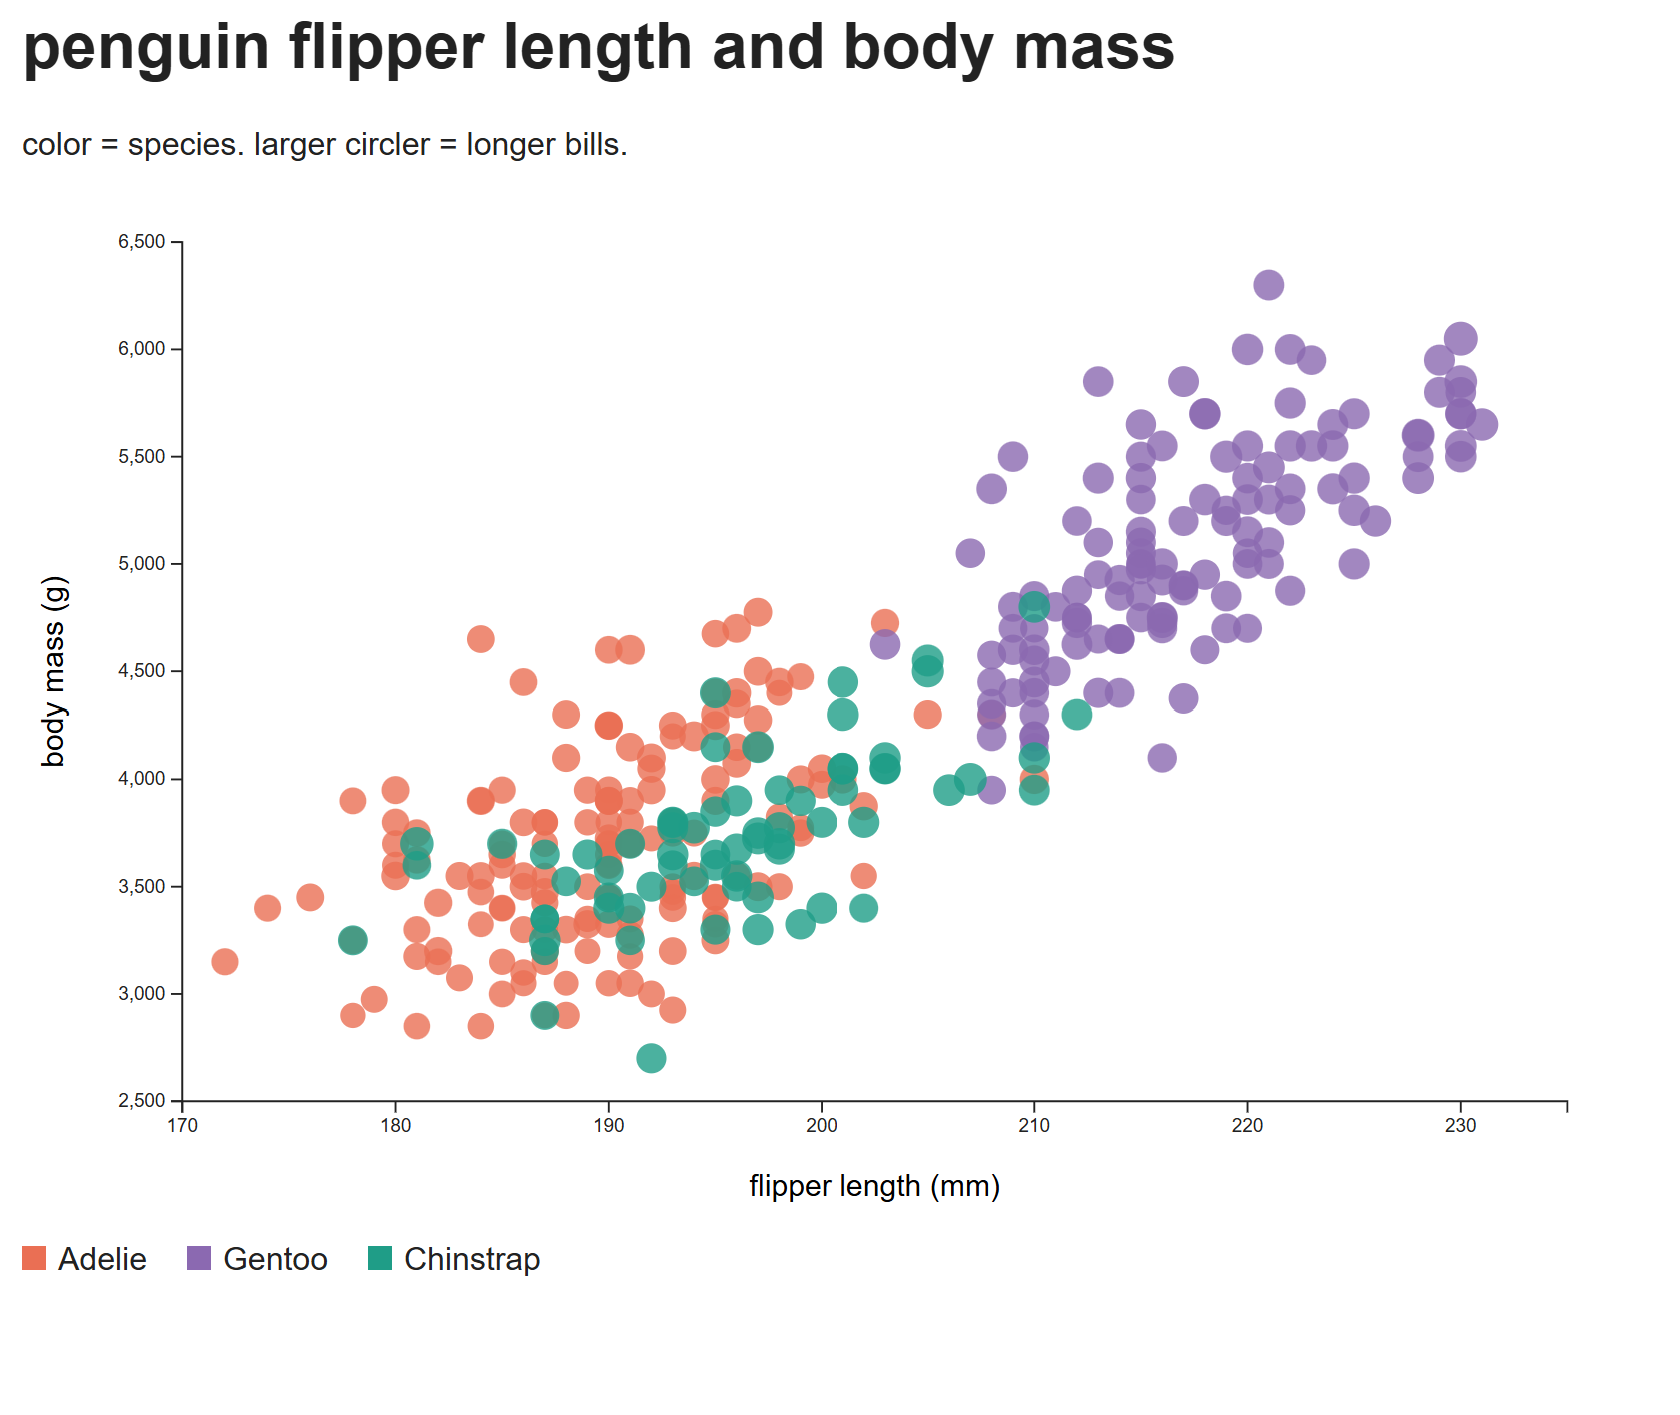 penguin flipper length and body mass
color = species. larger circler = longer bills.
6,500
6,000
5,500
5,000
4,500
4,000
3,500
3,000
2,500
body mass (g)
170 180 190 200 210 220 230
flipper length (mm)
Adelie Gentoo Chinstrap